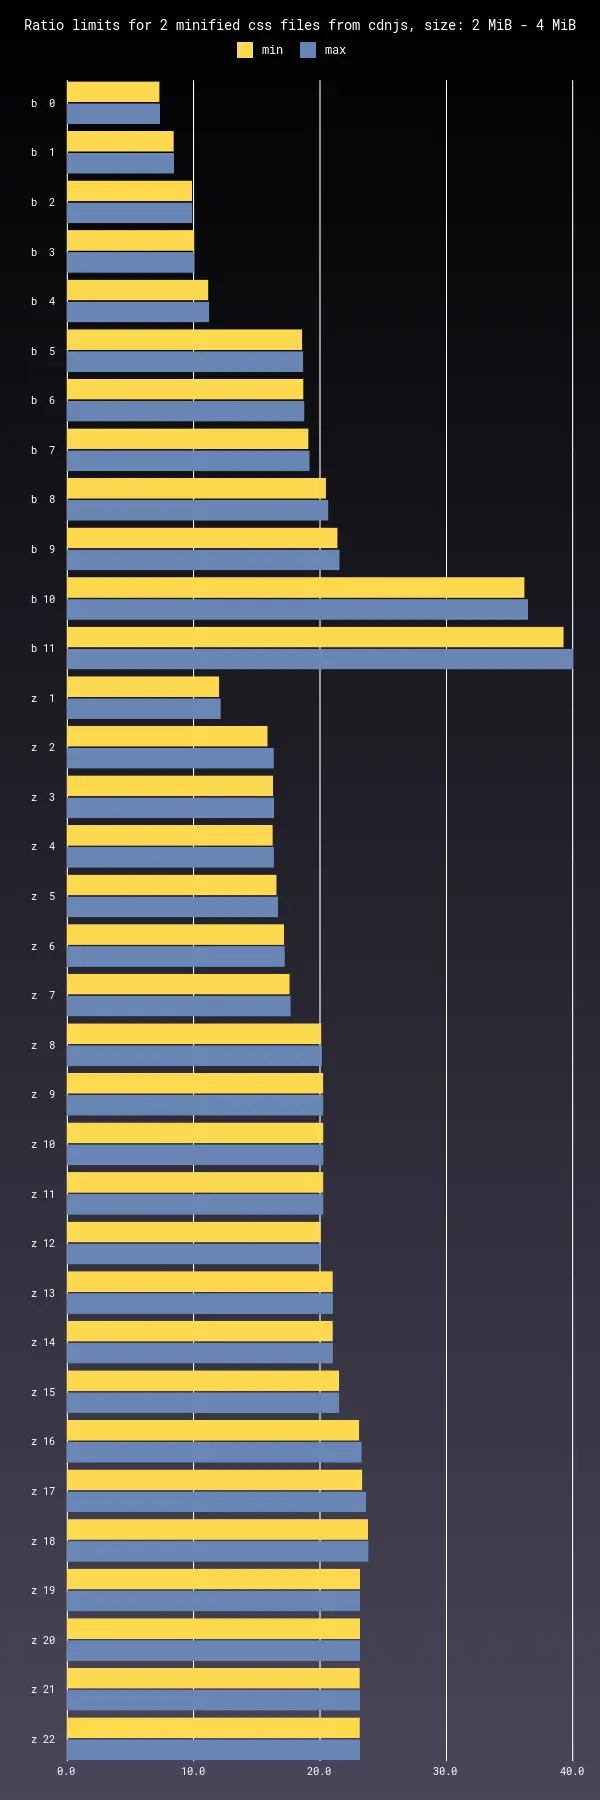 Ratio limits for 2 minified css files from cdnjs, size: 2 MiB - 4 MiB
min max
b 0
b 1
b 2
b 3
b 4
b 5
b 6
b 7
b 8
b 9
b 10
b 11
z 1
z 2
z 3
z 4
z 5
z 6
z 7
z 8
z 9
z 10
z 11
z 12
z 13
z 14
z 15
z 16
z 17
z 18
z 19
z 20
z 21
z 22
0.0 10.0 20.0 30.0 40.0